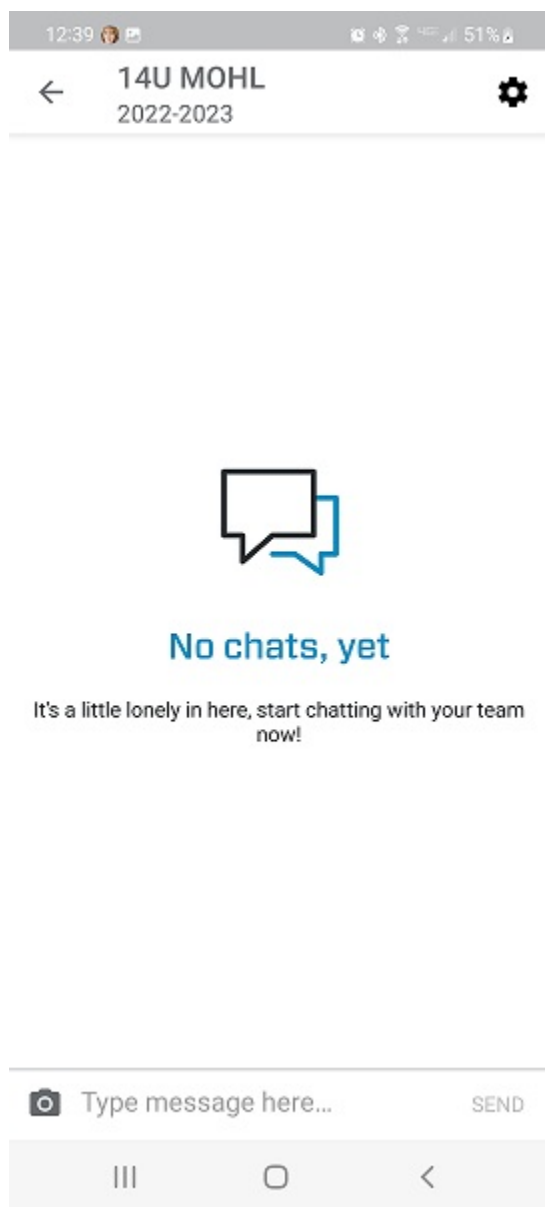 12:39
51%
14U MOHL
2022-2023
No chats, yet
It's a little lonely in here, start chatting with your team
now!
Type message here...
SEND